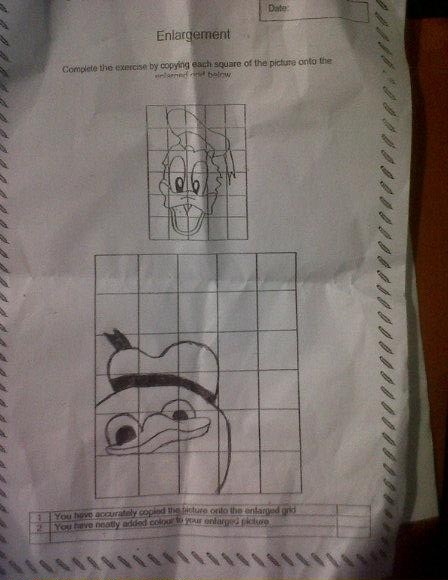 Date:
Enlargement
Complete the exercise by copying each square of the picture onto the
enlarged grid below
1 You have accurately copied the picture onto the enlarged grid
2 You have neatly added colour to your enlarged picture